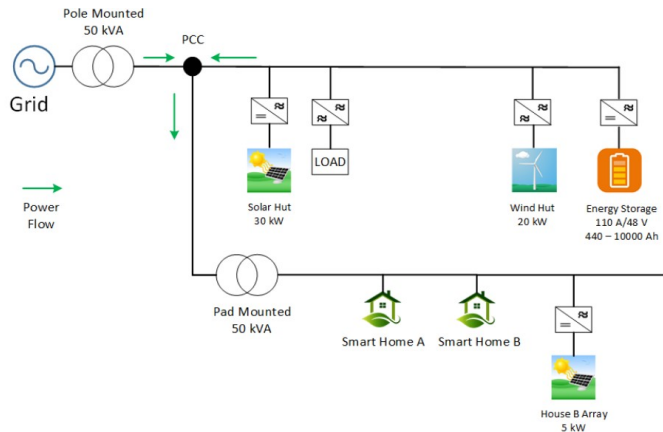 Pole Mounted
50 kVA
PCC
Grid
LOAD
Solar Hut
30 kW
Wind Hut
20 kW
Energy Storage
110 A/48 V
440 – 10000 Ah
Power
Flow
Pad Mounted
50 kVA
Smart Home A
Smart Home B
House B Array
5 kW